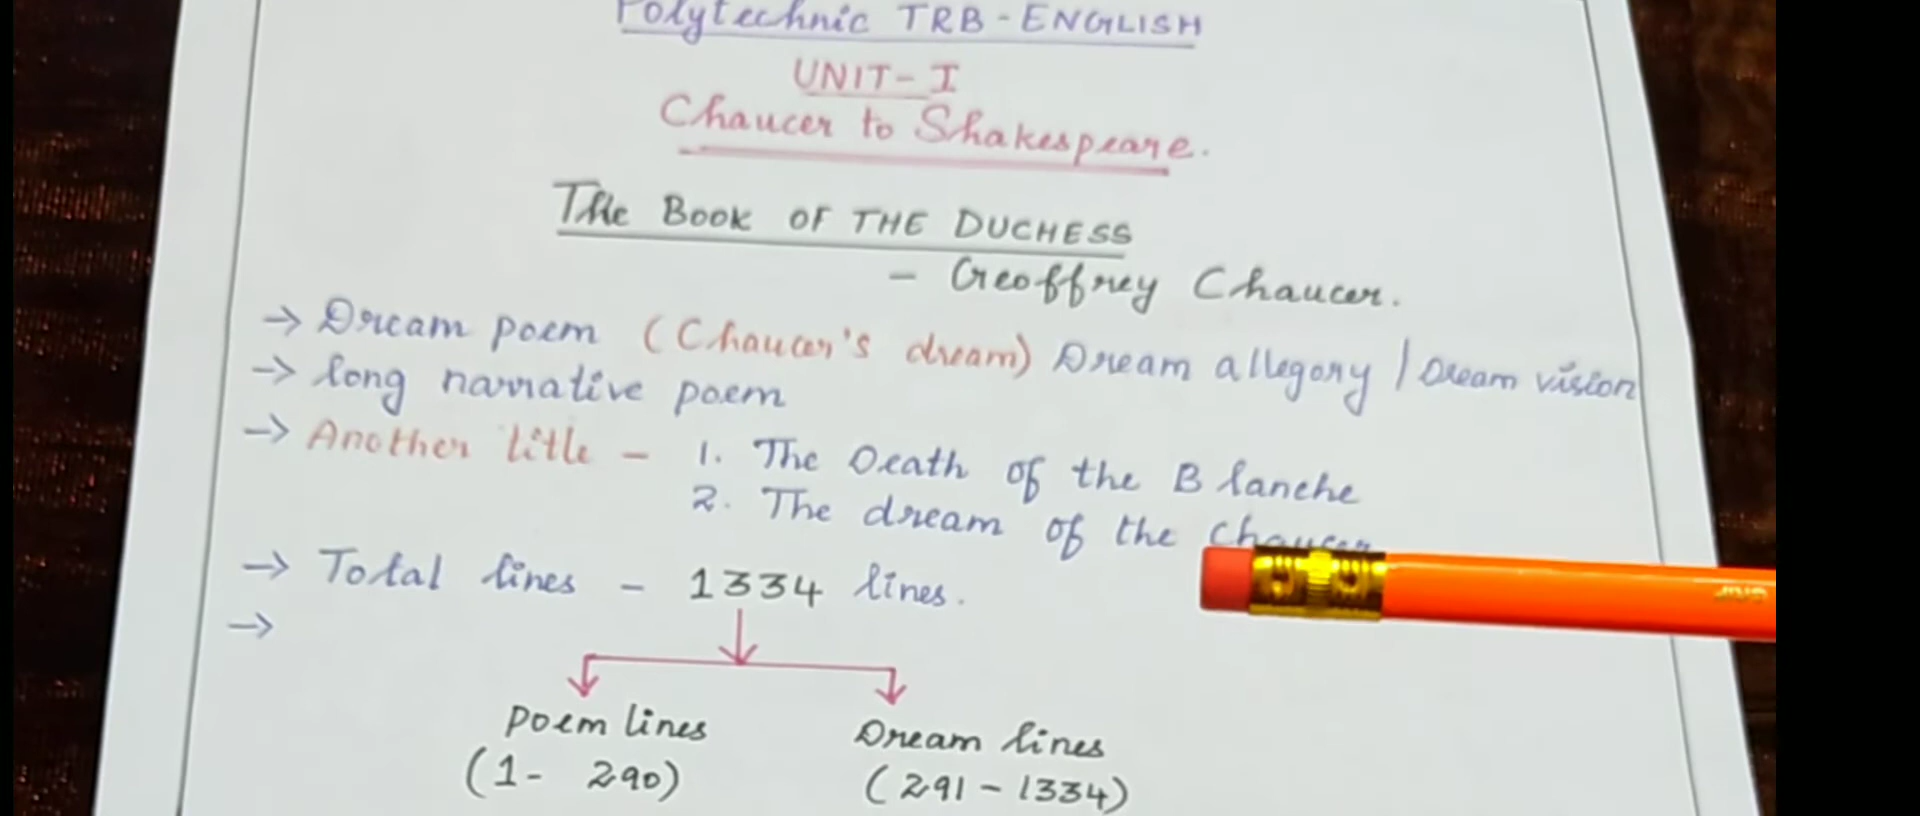 Polytechnic TRB - ENGLISH
UNIT - I
Chaucer to Shakespeare.
The Book OF THE DUCHESS
- Geoffrey Chaucer.
→ Dream poem (Chaucer's dream) Dream allegory / Dream vision
→ long narrative poem
→ Another title - 1. The Death of the Blanche
2. The dream of the Chaucer
→ Total lines - 1334 lines.
→
Poem lines Dream lines
(1 - 290) (291 - 1334)